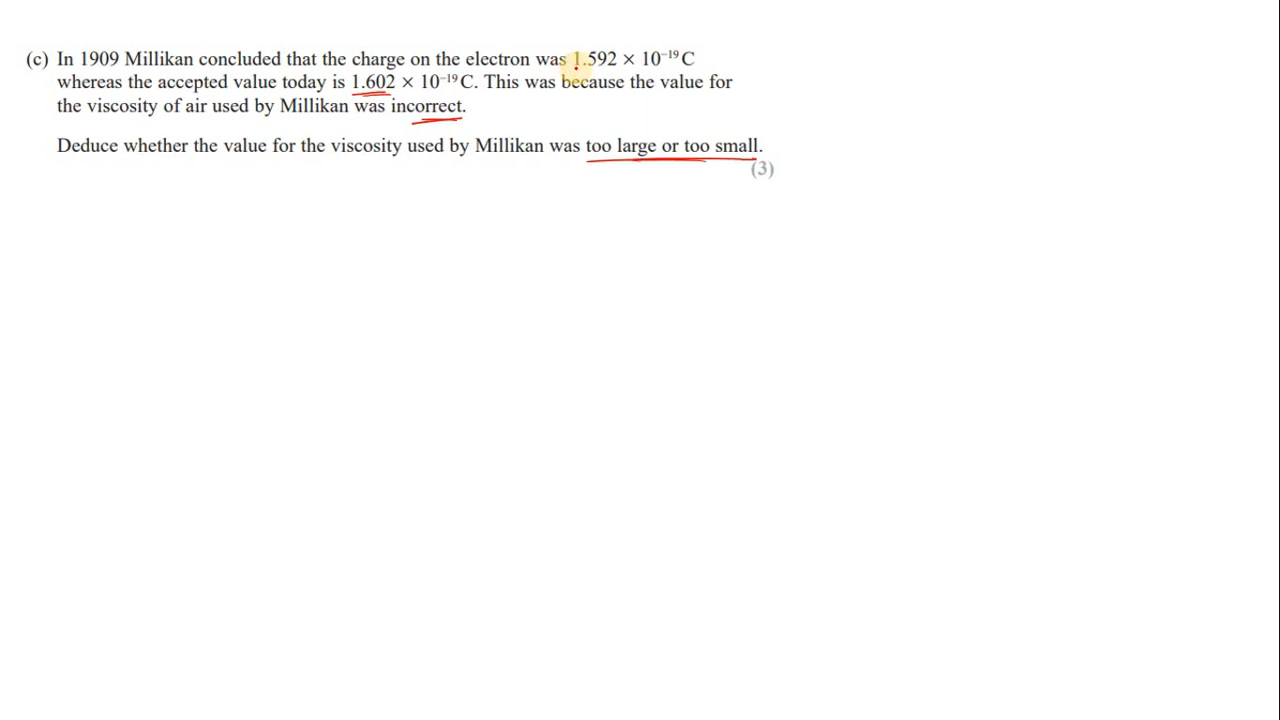 (c) In 1909 Millikan concluded that the charge on the electron was 1.592 × 10⁻¹⁹ C
whereas the accepted value today is 1.602 × 10⁻¹⁹ C. This was because the value for
the viscosity of air used by Millikan was incorrect.
Deduce whether the value for the viscosity used by Millikan was too large or too small.
(3)